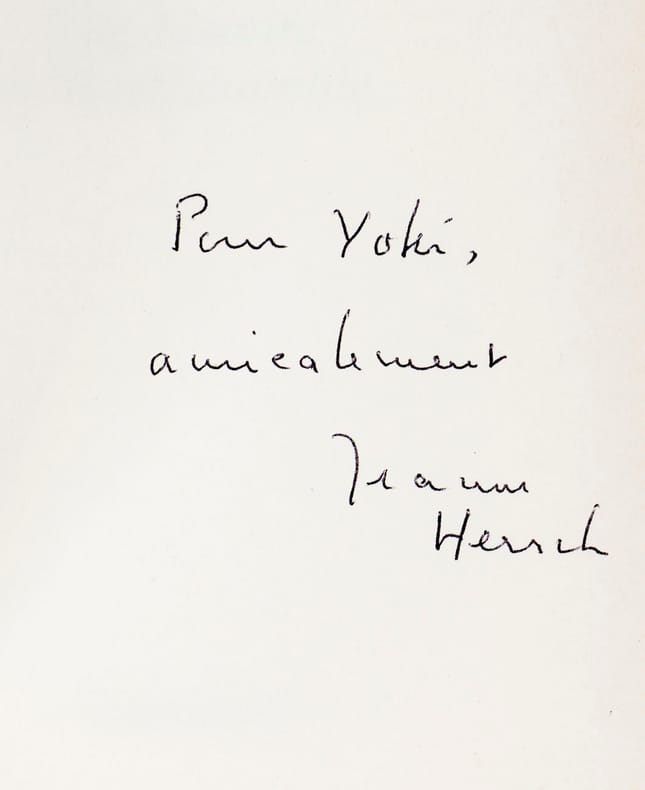 Pour Yoki,
amicalement
Jeanne
Hersch